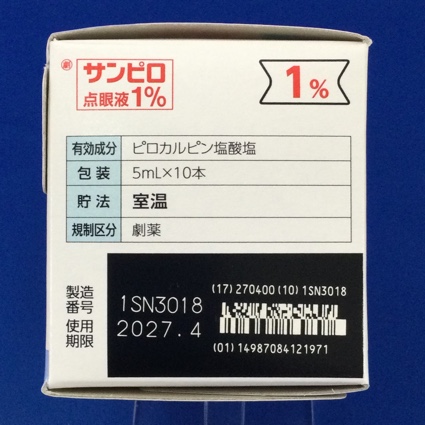 劇
サンピロ
点眼液1%
1%
有効成分 ピロカルピン塩酸塩
包装 5mL×10本
貯法 室温
規制区分 劇薬
製造番号 1SN3018
使用期限 2027.4
(17) 270400 (10) 1SN3018
(01) 14987084121971